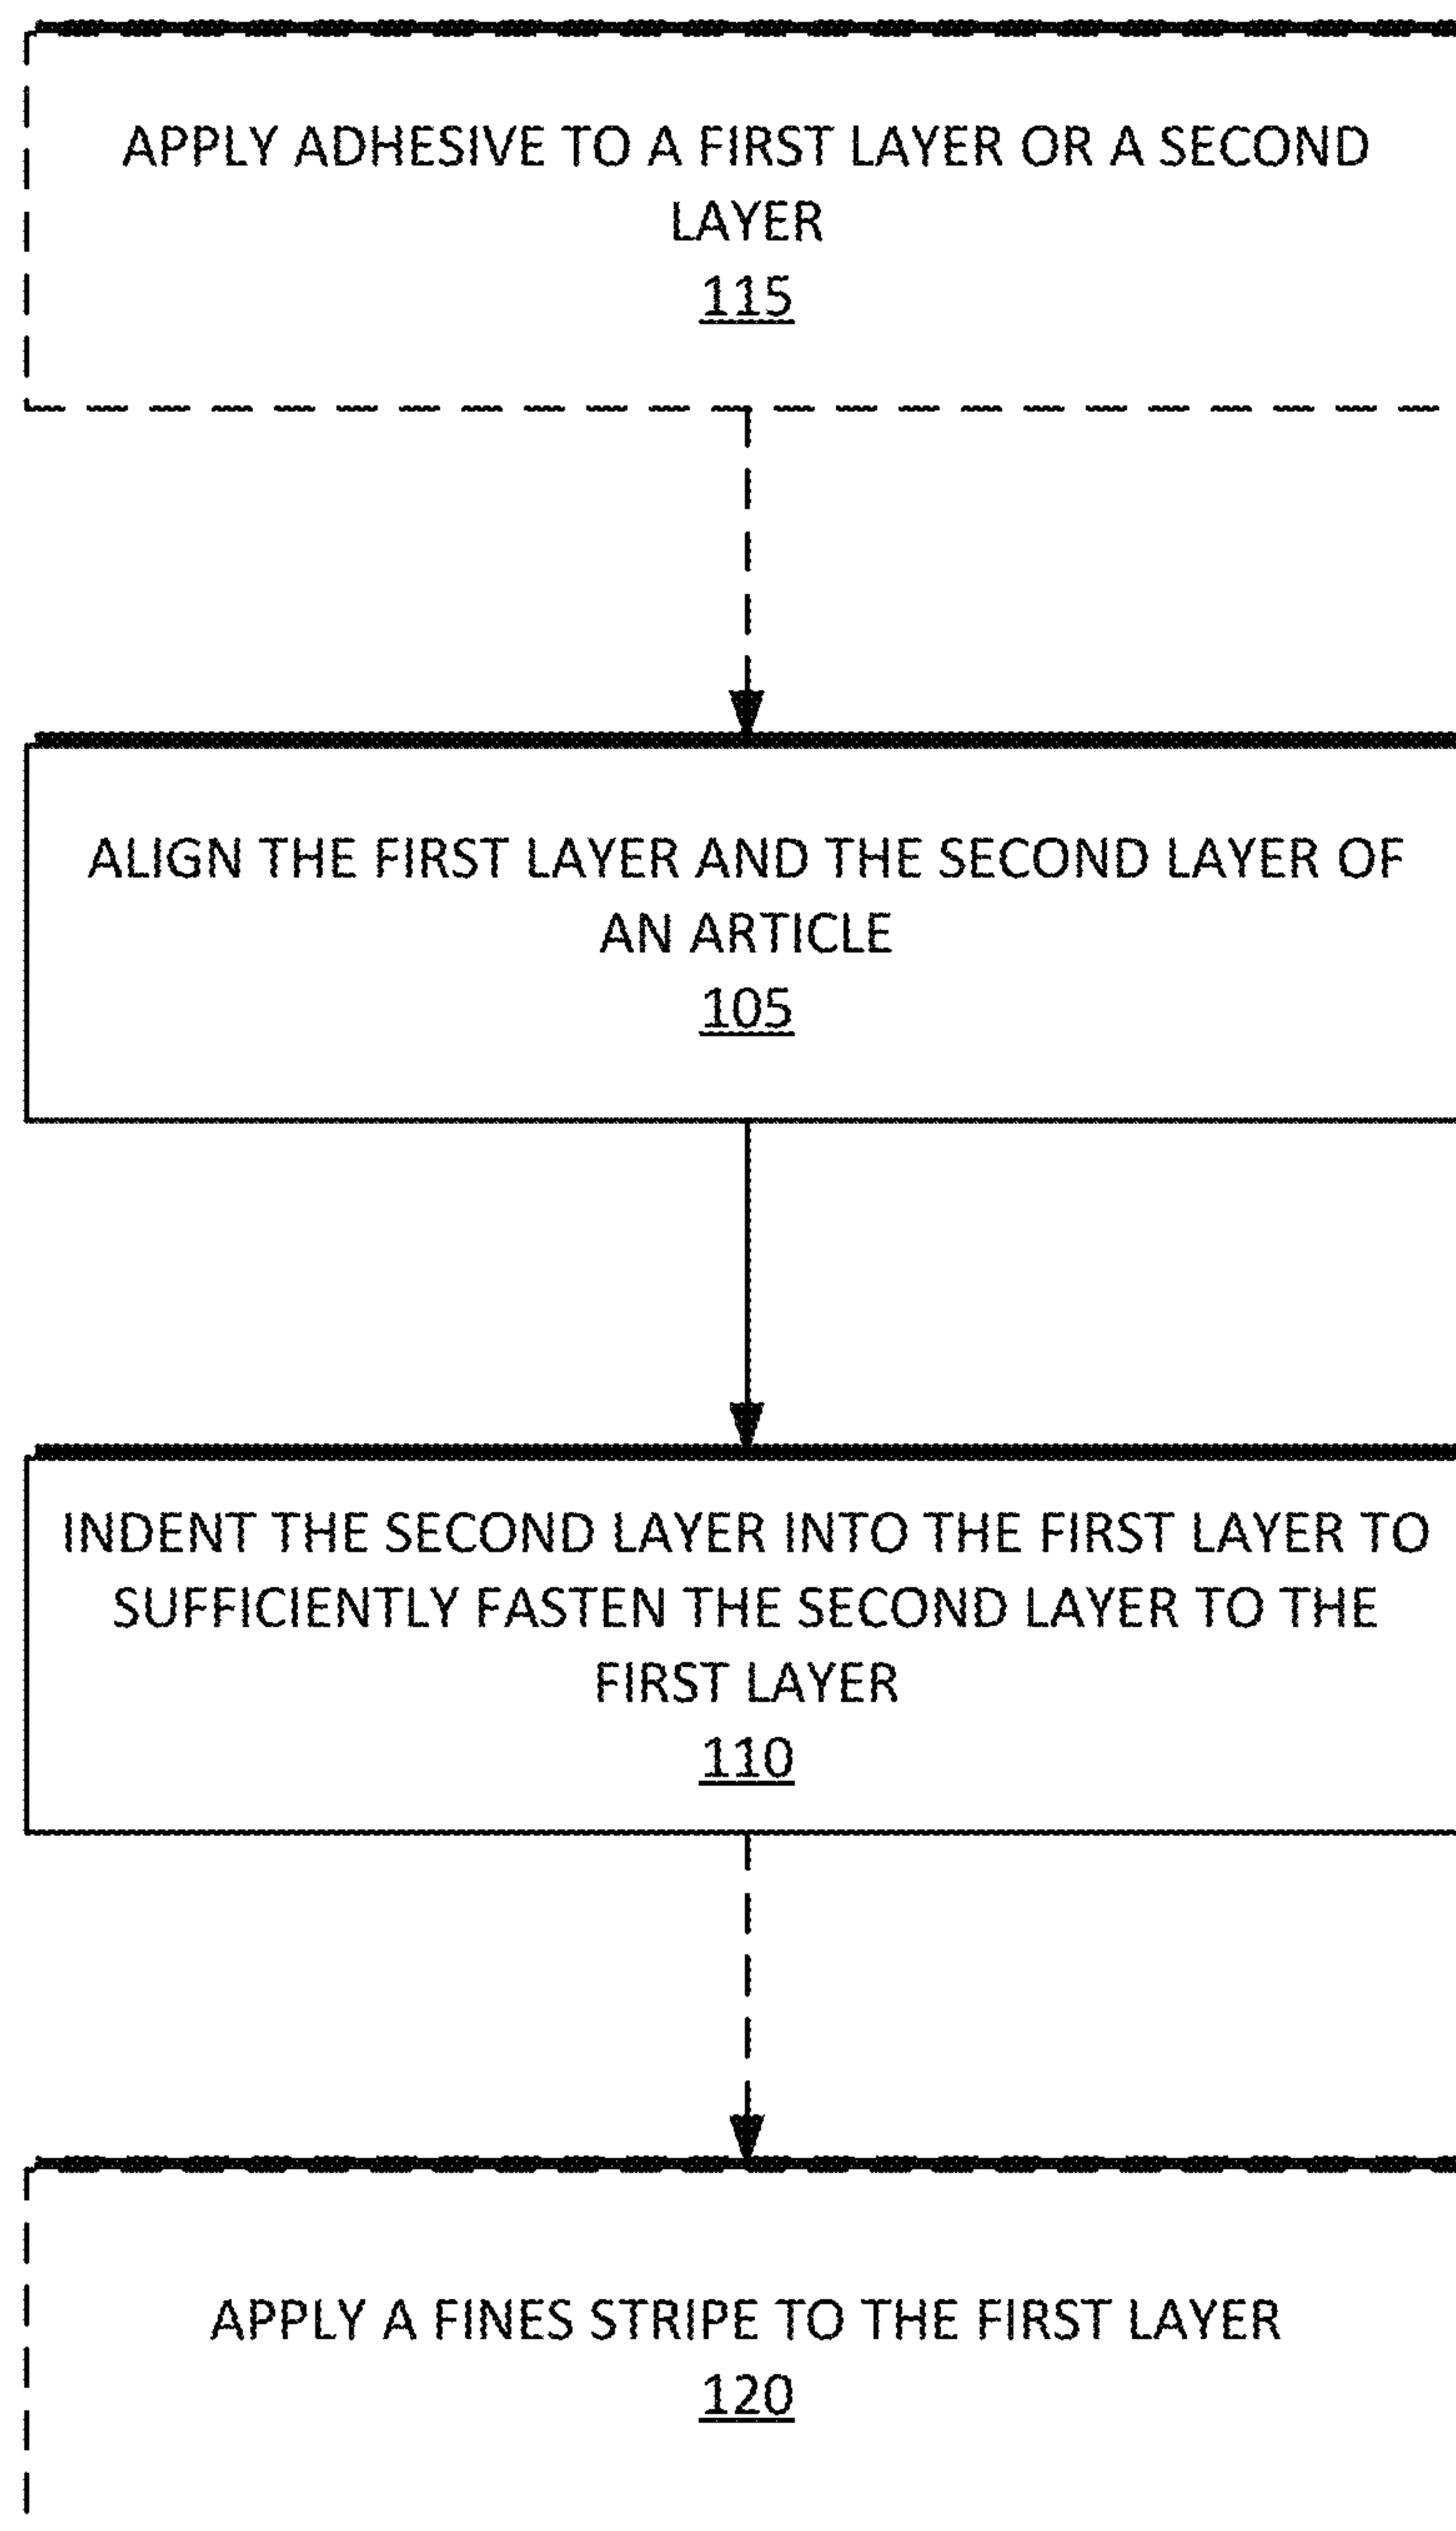 APPLY ADHESIVE TO A FIRST LAYER OR A SECOND
LAYER
115
ALIGN THE FIRST LAYER AND THE SECOND LAYER OF
AN ARTICLE
105
INDENT THE SECOND LAYER INTO THE FIRST LAYER TO
SUFFICIENTLY FASTEN THE SECOND LAYER TO THE
FIRST LAYER
110
APPLY A FINES STRIPE TO THE FIRST LAYER
120